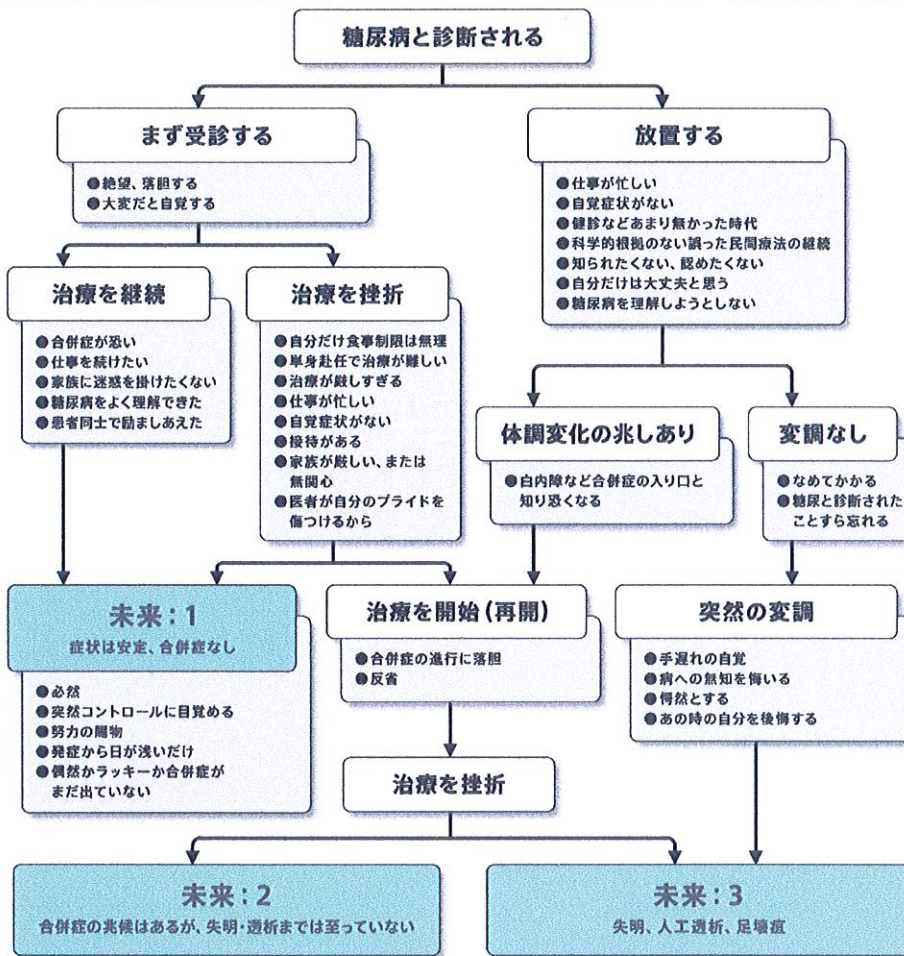 糖尿病と診断される
まず受診する
●絶望、落胆する
●大変だと自覚する
放置する
●仕事が忙しい
●自覚症状がない
●健診などあまり無かった時代
●科学的根拠のない誤った民間療法の継続
●知られたくない、認めたくない
●自分だけは大丈夫と思う
●糖尿病を理解しようとしない
治療を継続
●合併症が恐い
●仕事を続けたい
●家族に迷惑を掛けたくない
●糖尿病をよく理解できた
●患者同士で励ましあえた
治療を挫折
●自分だけ食事制限は無理
●単身赴任で治療が難しい
●治療が厳しすぎる
●仕事が忙しい
●自覚症状がない
●接待がある
●家族が厳しい、または
無関心
●医者が自分のプライドを
傷つけるから
体調変化の兆しあり
●白内障など合併症の入り口と
知り恐くなる
変調なし
●なめてかかる
●糖尿と診断された
ことすら忘れる
未来：1
症状は安定、合併症なし
●必然
●突然コントロールに目覚める
●努力の賜物
●発症から日が浅いだけ
●偶然かラッキーか合併症が
まだ出ていない
治療を開始（再開）
●合併症の進行に落胆
●反省
突然の変調
●手遅れの自覚
●病への無知を悔いる
●愕然とする
●あの時の自分を後悔する
治療を挫折
未来：2
合併症の兆候はあるが、失明・透析までは至っていない
未来：3
失明、人工透析、足壊疽